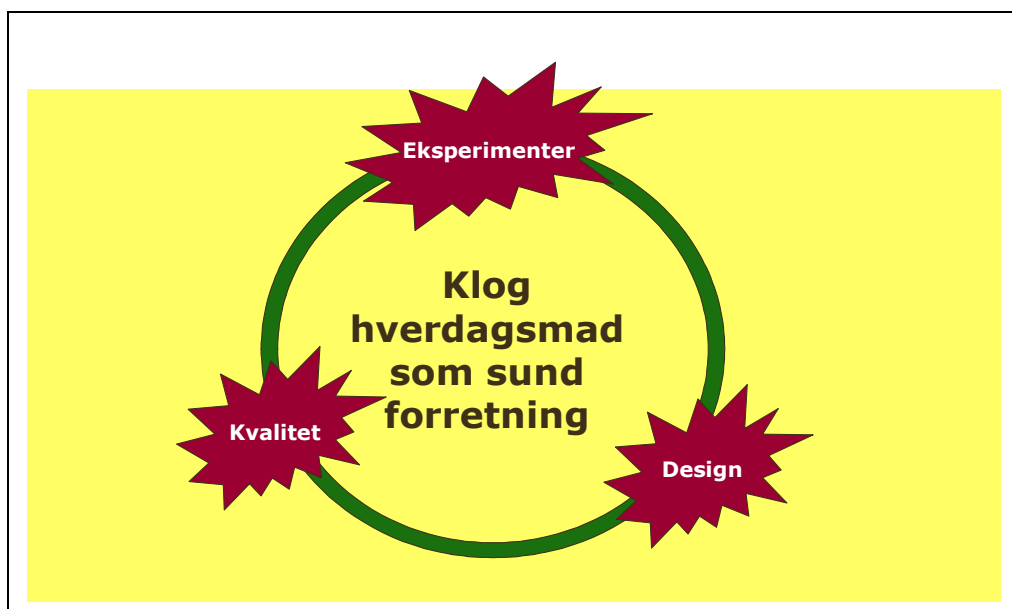 Eksperimenter
Klog
hverdagsmad
som sund
forretning
Kvalitet
Design